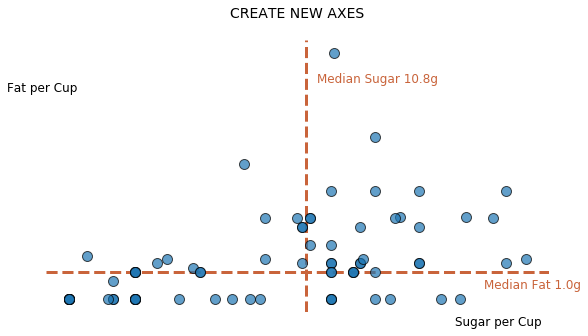 CREATE NEW AXES
Median Sugar 10.8g
Fat per Cup
Median Fat 1.0g
Sugar per Cup